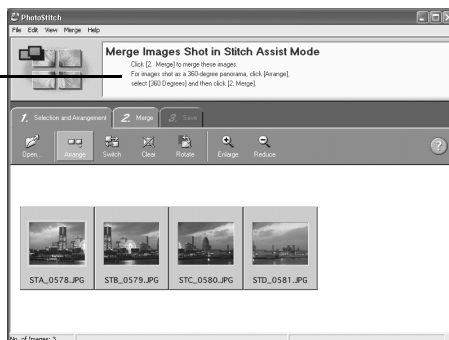 PhotoStitch
File Edit View Merge Help
Merge Images Shot in Stitch Assist Mode
Click [2. Merge] to merge these images.
For images shot as a 360-degree panorama, click [Arrange],
select [360 Degrees] and then click [2. Merge].
1. Selection and Arrangement 2. Merge 3. Save
Open... Arrange Switch Clear Rotate Enlarge Reduce ?
STA_0578.JPG STB_0579.JPG STC_0580.JPG STD_0581.JPG
No. of Images: 3